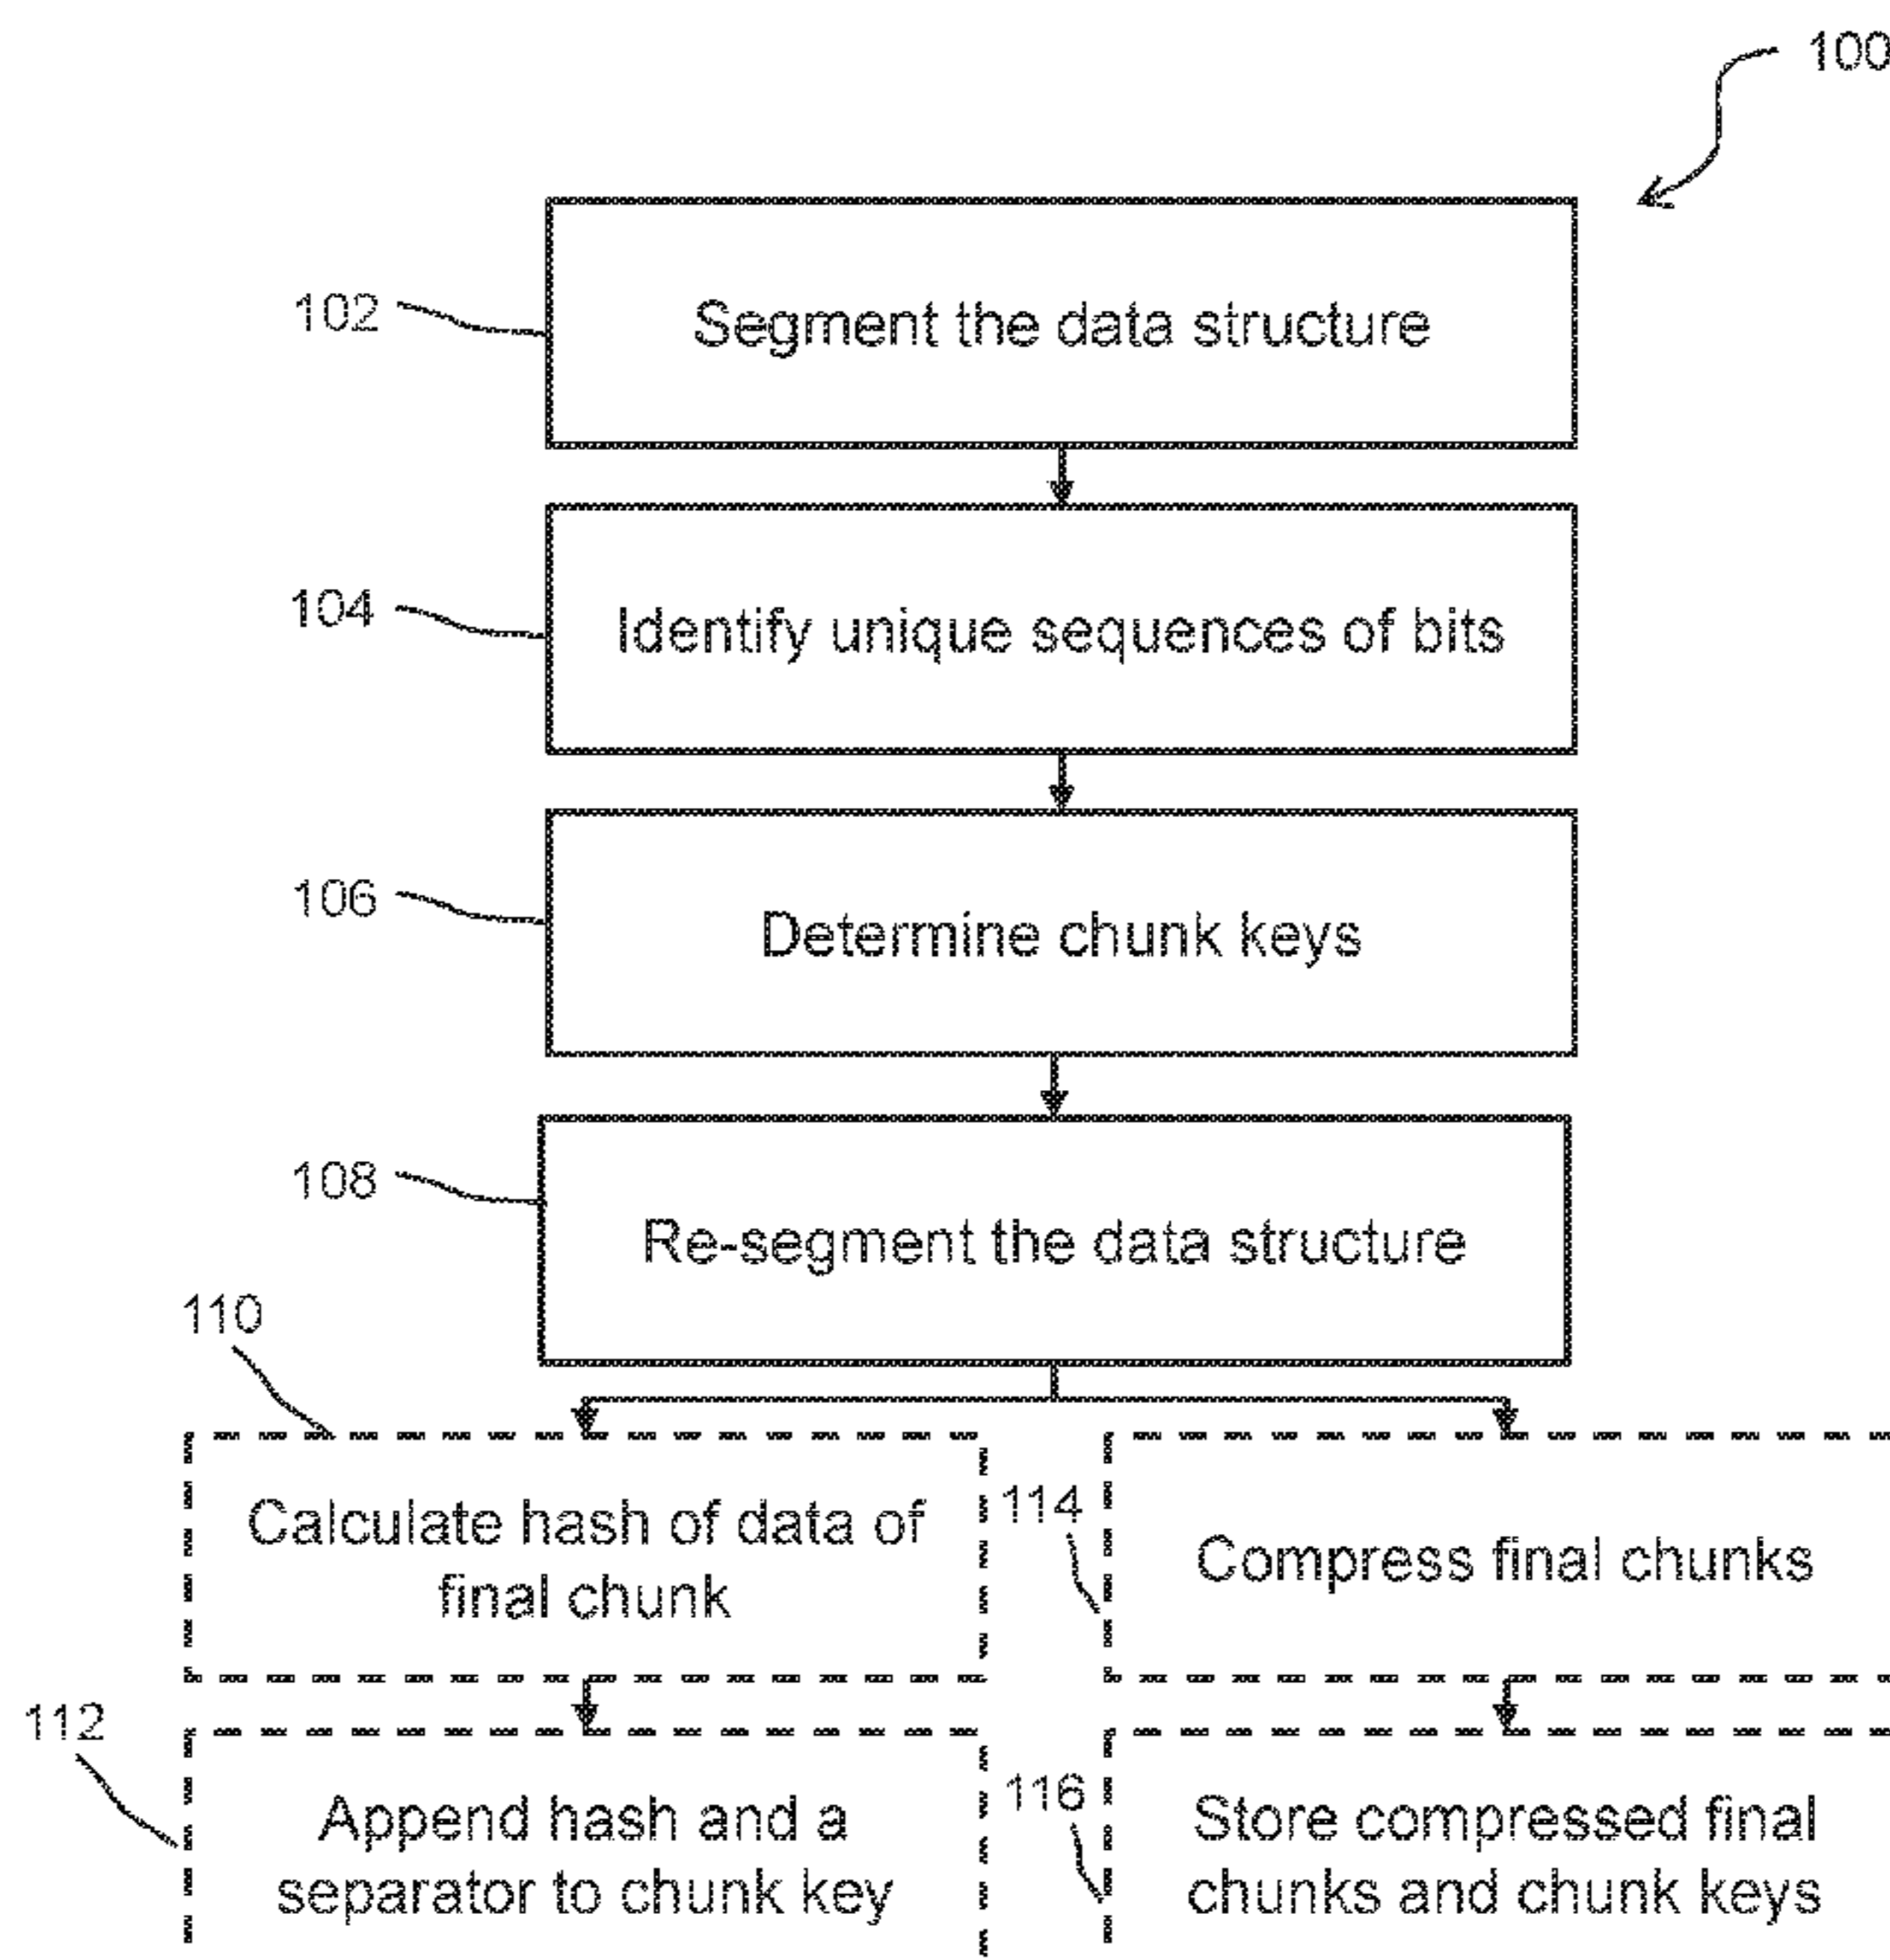 100
102
Segment the data structure
104
Identify unique sequences of bits
106
Determine chunk keys
108
Re-segment the data structure
110
Calculate hash of data of
final chunk
114
Compress final chunks
112
Append hash and a
separator to chunk key
116
Store compressed final
chunks and chunk keys